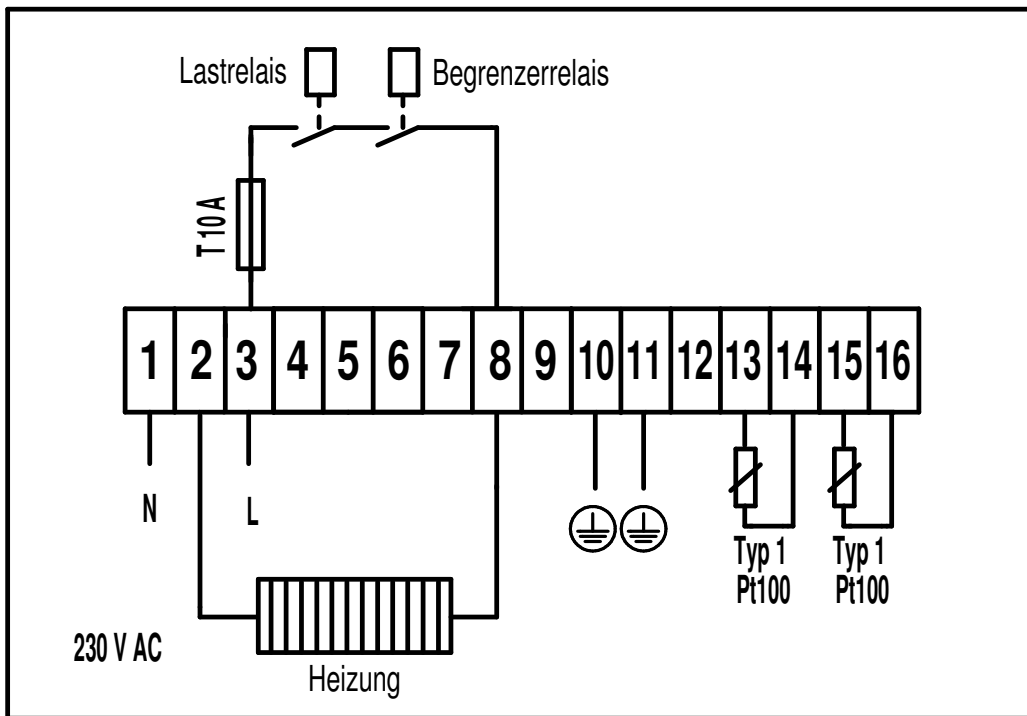 Lastrelais
Begrenzerrelais
T 10 A
1 2 3 4 5 6 7 8 9 10 11 12 13 14 15 16
N
L
Typ 1
Pt100
Typ 1
Pt100
230 V AC
Heizung